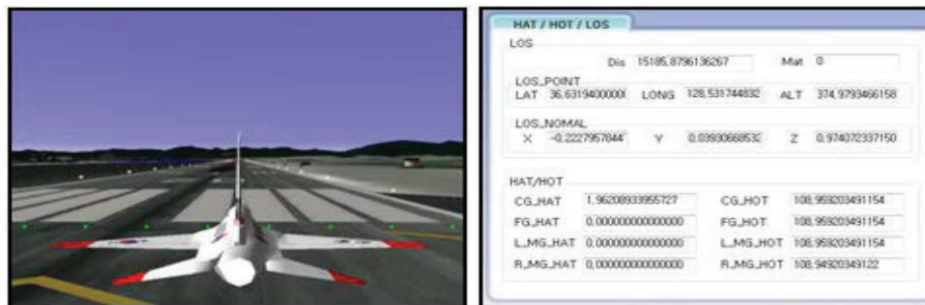 HAT / HOT / LOS
LOS
Dis 15185,8796136267 Mat 0
LOS_POINT
LAT 36,6319400000( LONG 128,531744832 ALT 374,9793466158
LOS_NOMAL
X -0,2227957844 Y 0,03930668532 Z 0,974072337150
HAT/HOT
CG_HAT 1,96208933955727 CG_HOT 108,959203491154
FG_HAT 0,000000000000000 FG_HOT 108,959203491154
L_MG_HAT 0,000000000000000 L_MG_HOT 108,959203491154
R_MG_HAT 0,000000000000000 R_MG_HOT 108,94920349122